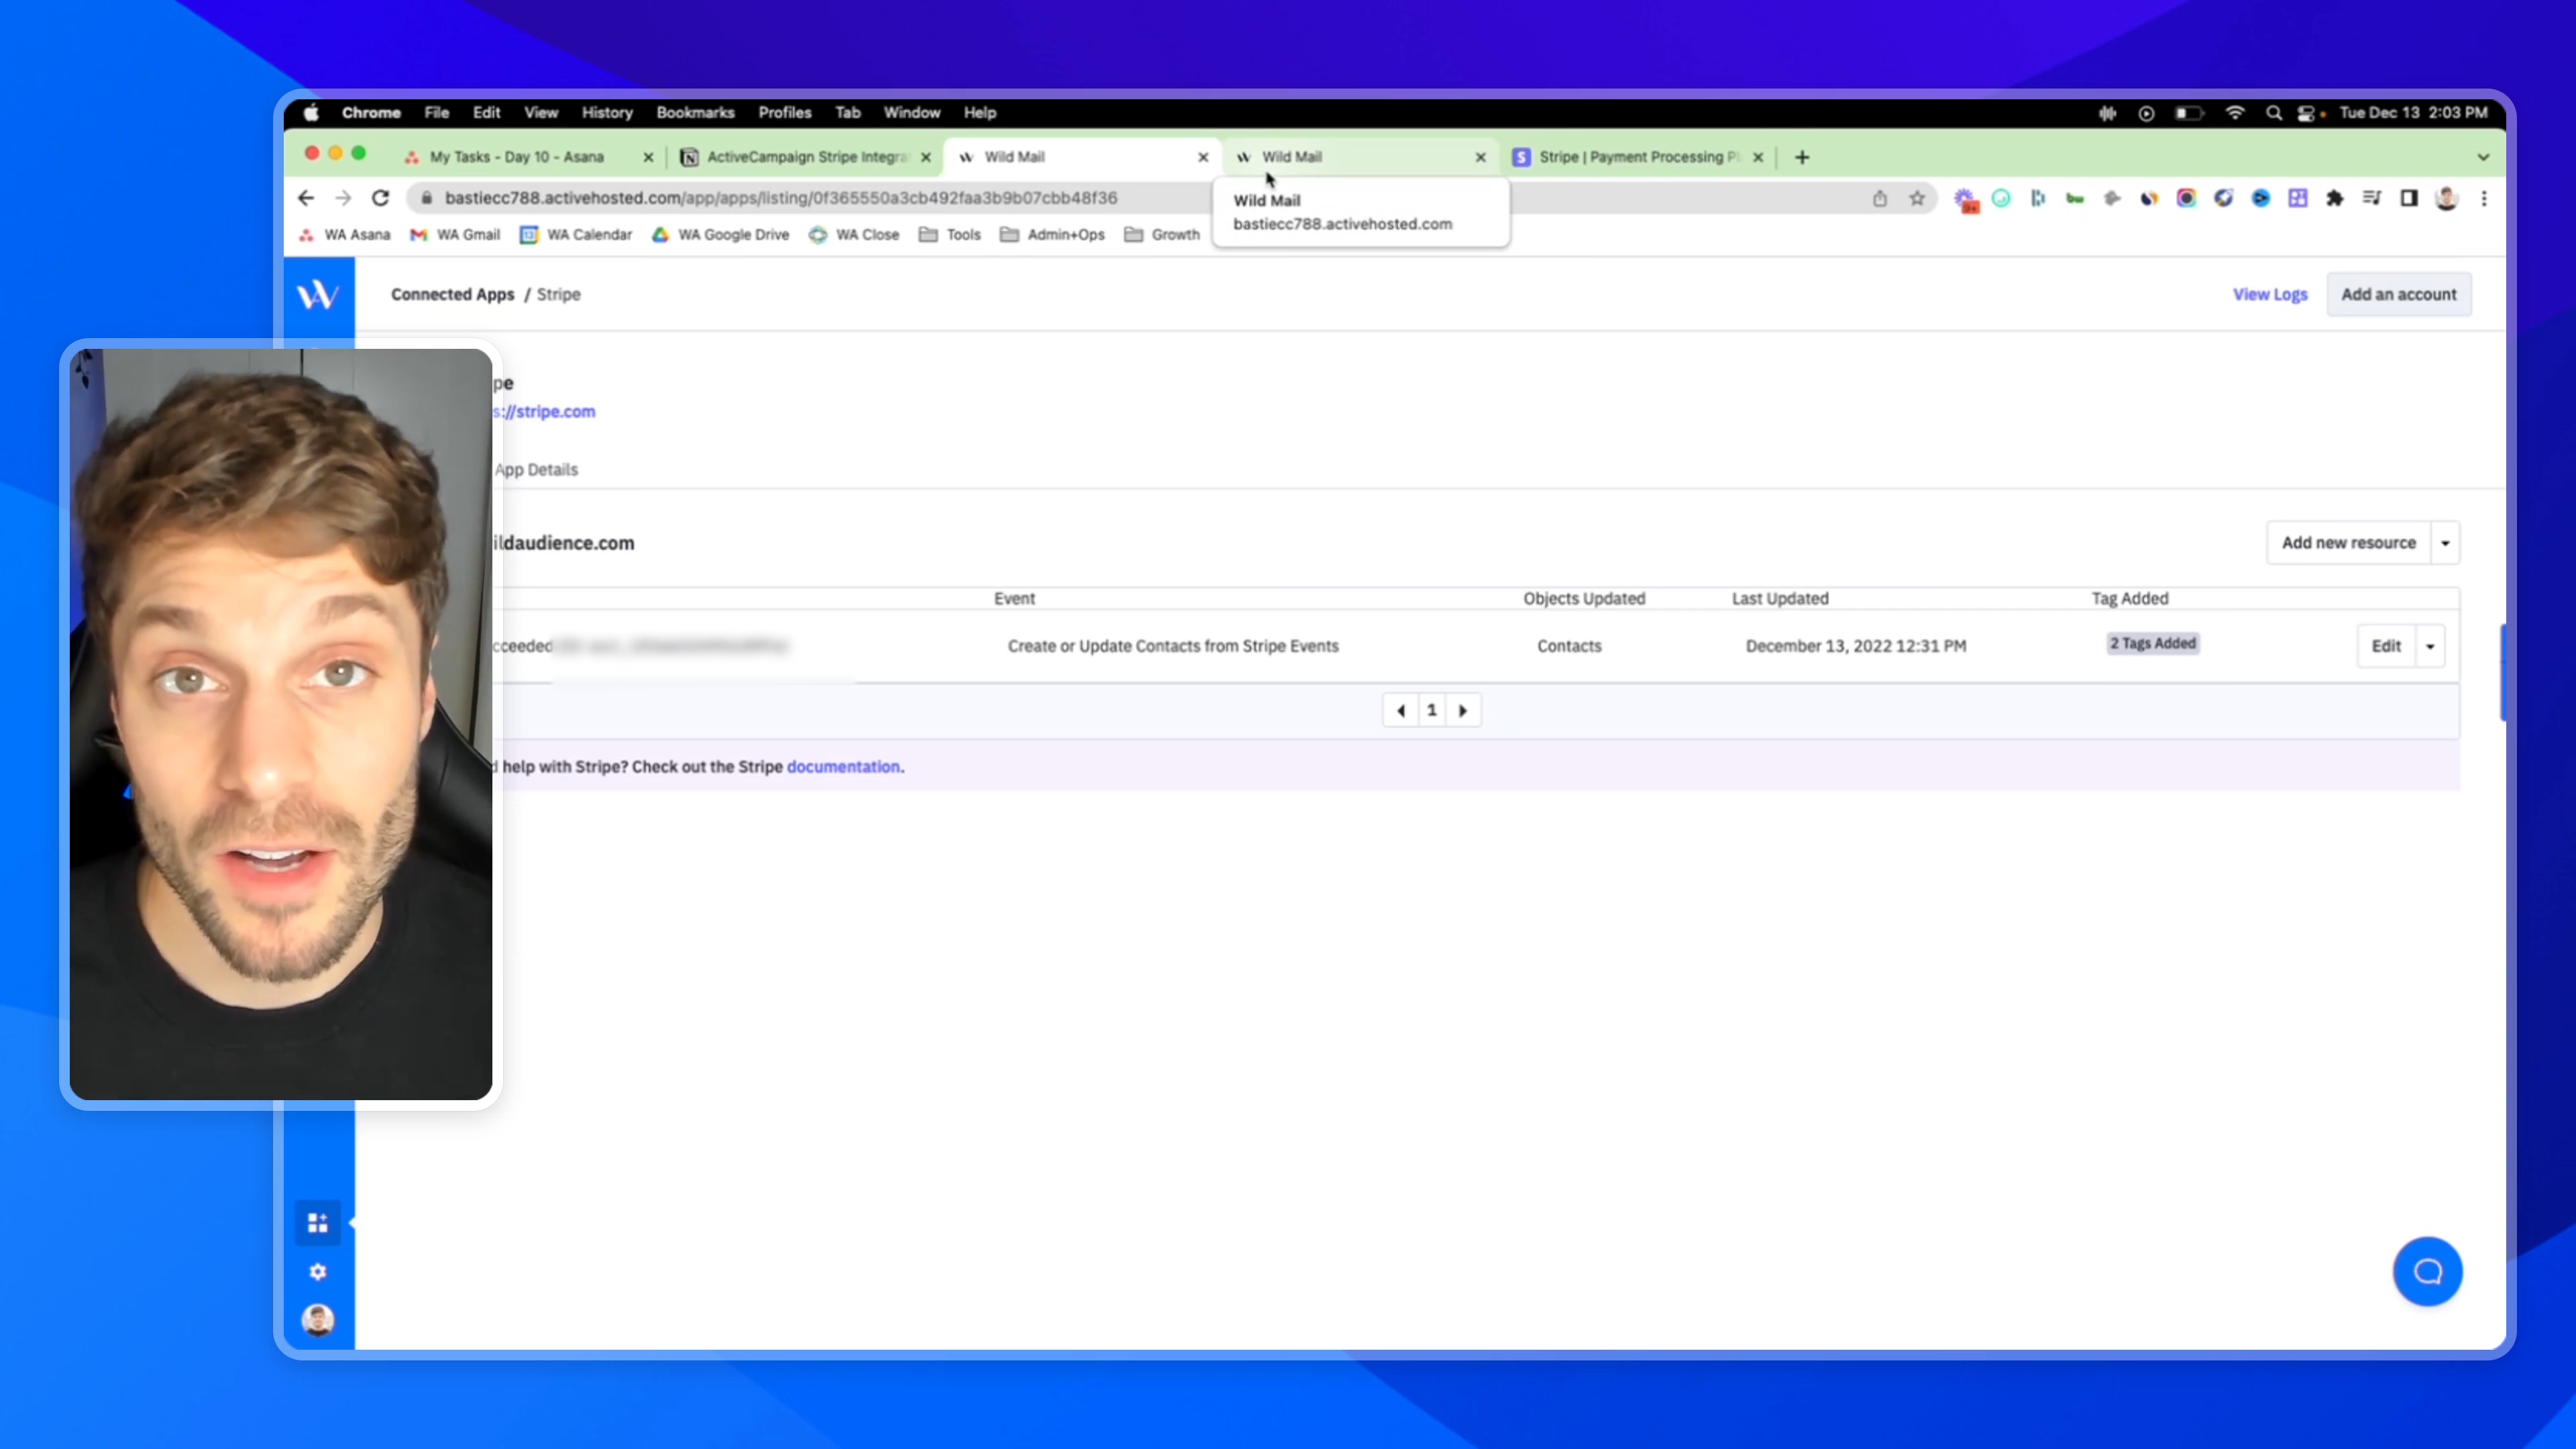 Chrome File Edit View History Bookmarks Profiles Tab Window Help Tue Dec 13 2:03 PM
My Tasks - Day 10 - Asana ActiveCampaign Stripe Integra Wild Mail Wild Mail Stripe | Payment Processing Pl
bastiecc788.activehosted.com/app/apps/listing/0f365550a3cb492faa3b9b07cbb48f36
Wild Mail
bastiecc788.activehosted.com
WA Asana WA Gmail WA Calendar WA Google Drive WA Close Tools Admin+Ops Growth
Connected Apps / Stripe View Logs Add an account
pe
s://stripe.com
App Details
ildaudience.com Add new resource
Event Objects Updated Last Updated Tag Added
cceeded Create or Update Contacts from Stripe Events Contacts December 13, 2022 12:31 PM 2 Tags Added Edit
1
d help with Stripe? Check out the Stripe documentation.